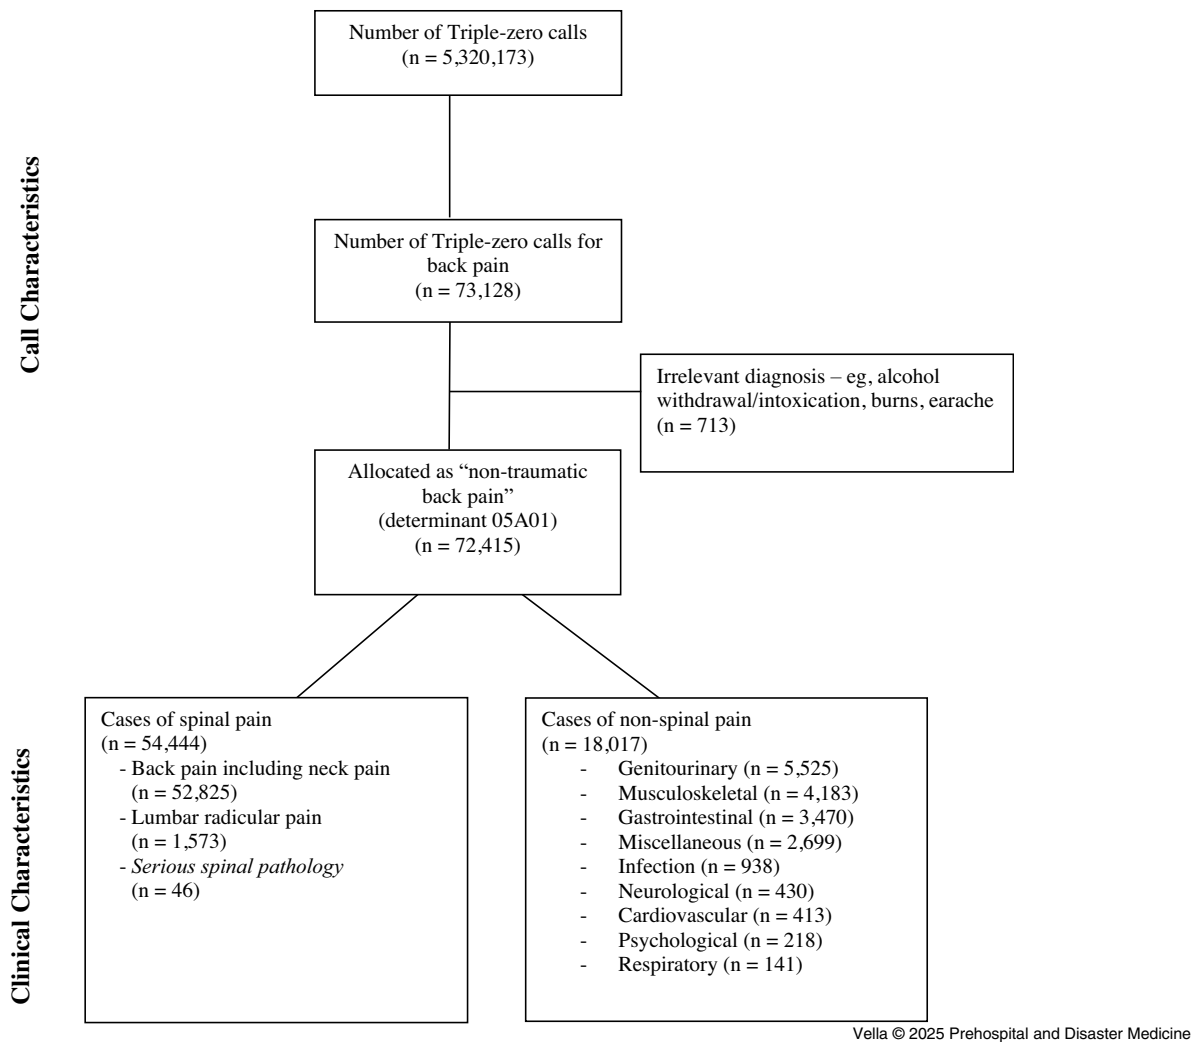 Number of Triple-zero calls
(n = 5,320,173)
Call Characteristics
Number of Triple-zero calls for
back pain
(n = 73,128)
Irrelevant diagnosis – eg, alcohol
withdrawal/intoxication, burns, earache
(n = 713)
Allocated as “non-traumatic
back pain”
(determinant 05A01)
(n = 72,415)
Clinical Characteristics
Cases of spinal pain
(n = 54,444)
- Back pain including neck pain
(n = 52,825)
- Lumbar radicular pain
(n = 1,573)
- Serious spinal pathology
(n = 46)
Cases of non-spinal pain
(n = 18,017)
- Genitourinary (n = 5,525)
- Musculoskeletal (n = 4,183)
- Gastrointestinal (n = 3,470)
- Miscellaneous (n = 2,699)
- Infection (n = 938)
- Neurological (n = 430)
- Cardiovascular (n = 413)
- Psychological (n = 218)
- Respiratory (n = 141)
Vella © 2025 Prehospital and Disaster Medicine